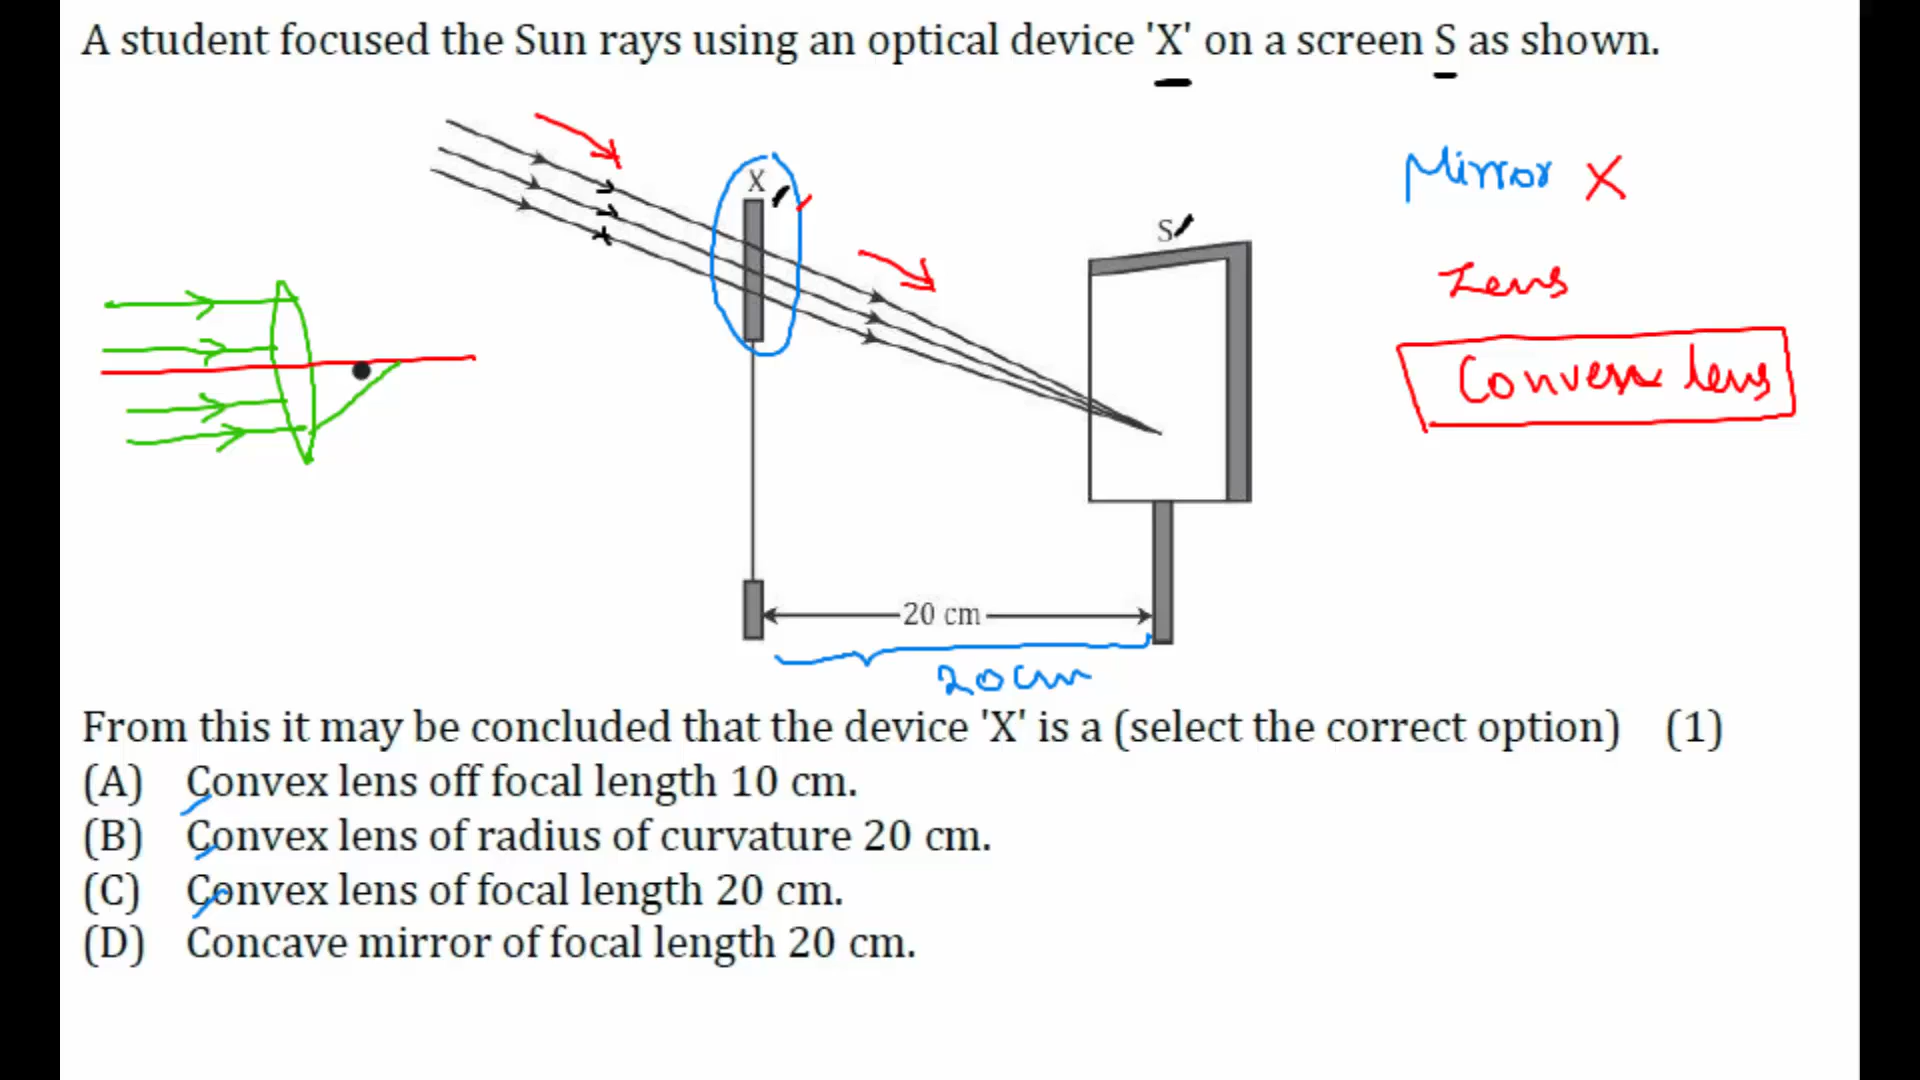 A student focused the Sun rays using an optical device 'X' on a screen S as shown.
X
S
Mirror X
Lens
Convex lens
20 cm
20 cm
From this it may be concluded that the device 'X' is a (select the correct option) (1)
(A) Convex lens off focal length 10 cm.
(B) Convex lens of radius of curvature 20 cm.
(C) Convex lens of focal length 20 cm.
(D) Concave mirror of focal length 20 cm.